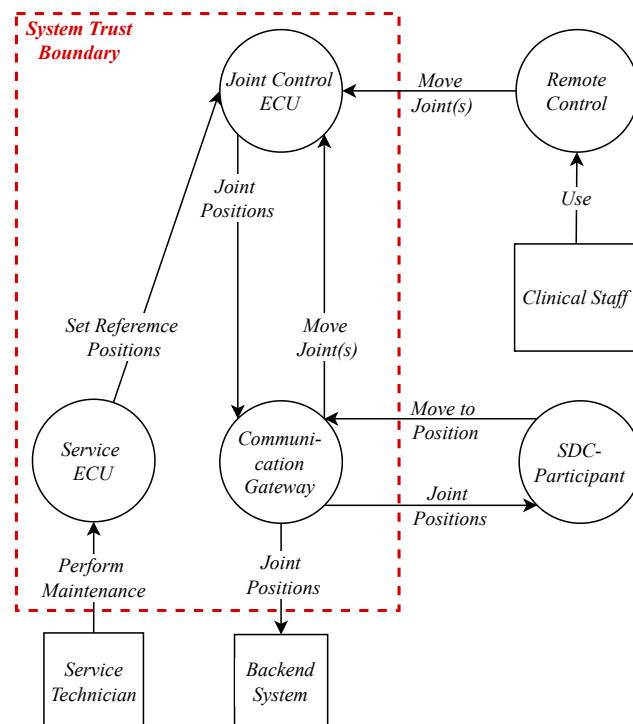 System Trust
Boundary
Joint Control
ECU
Move
Joint(s)
Remote
Control
Joint
Positions
Use
Clinical Staff
Set Referemce
Positions
Move
Joint(s)
Service
ECU
Communi-
cation
Gateway
Move to
Position
SDC-
Participant
Joint
Positions
Perform
Maintenance
Joint
Positions
Service
Technician
Backend
System